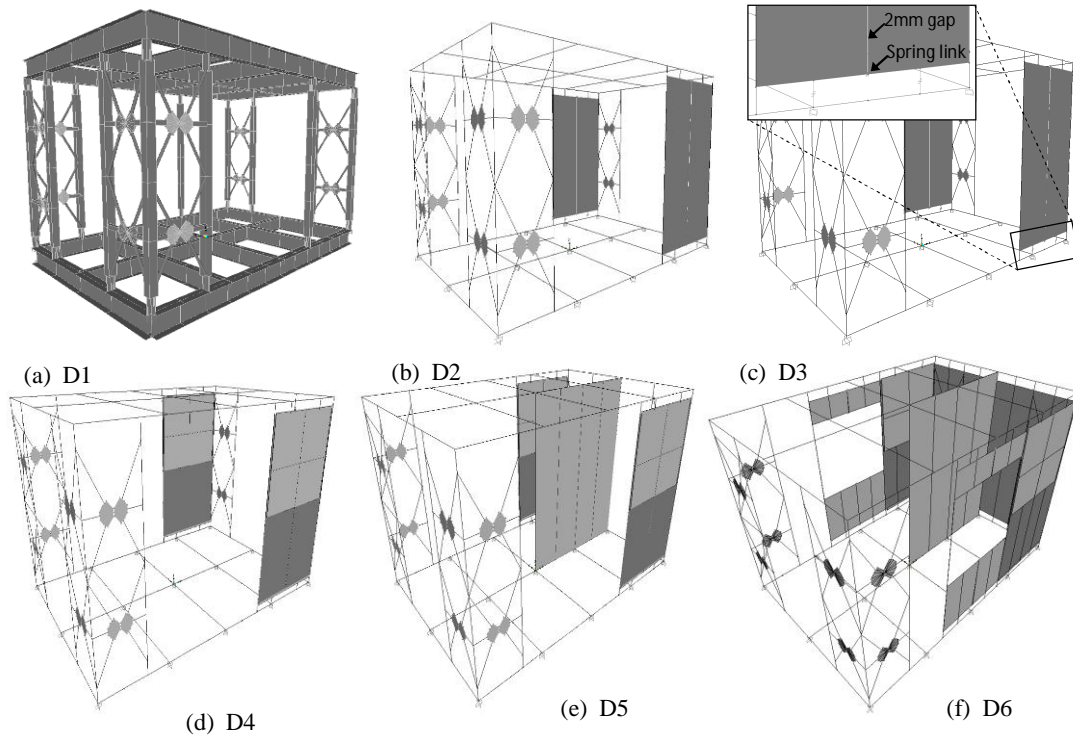 2mm gap
Spring link
(a) D1
(b) D2
(c) D3
(d) D4
(e) D5
(f) D6